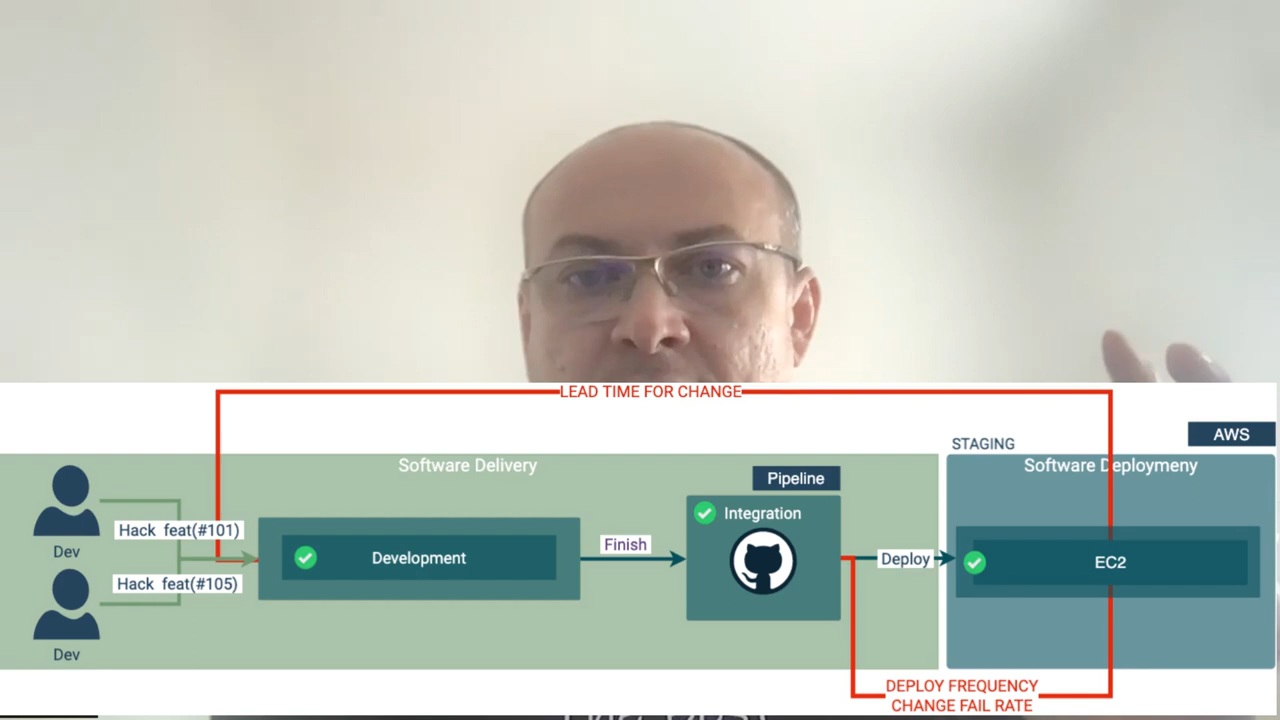 LEAD TIME FOR CHANGE
AWS
STAGING
Software Delivery
Software Deploymeny
Pipeline
Integration
Hack feat(#101)
Dev
Development
Finish
Deploy
EC2
Hack feat(#105)
Dev
DEPLOY FREQUENCY
CHANGE FAIL RATE